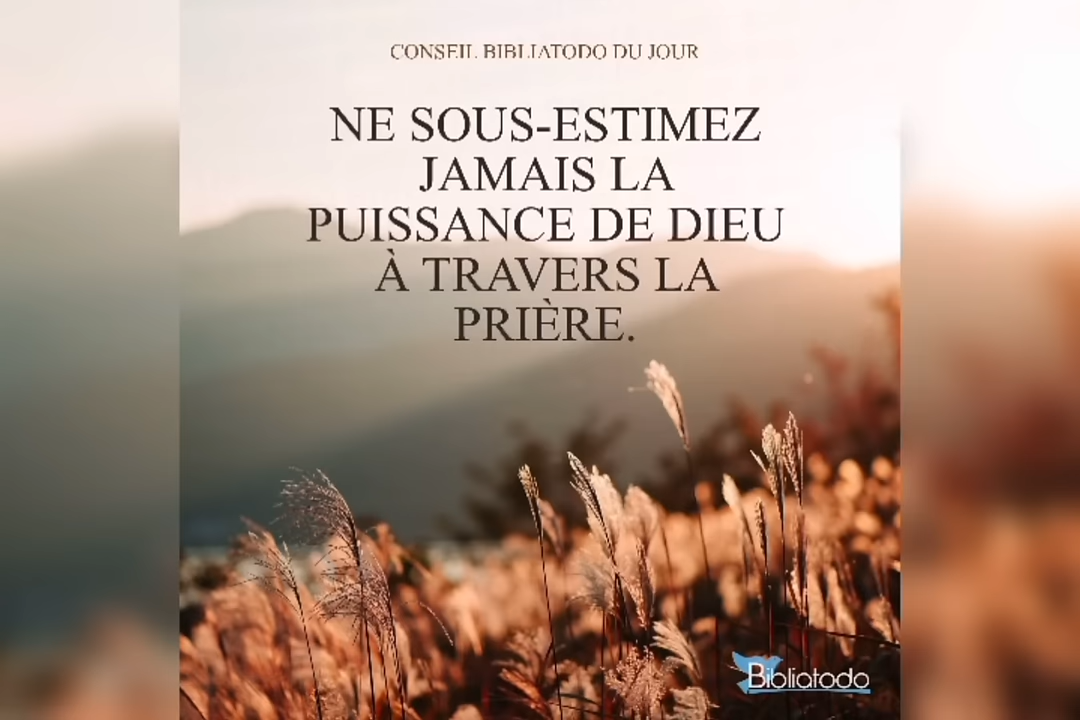 CONSEIL BIBLIATODO DU JOUR
NE SOUS-ESTIMEZ
JAMAIS LA
PUISSANCE DE DIEU
À TRAVERS LA
PRIÈRE.
Bibliatodo